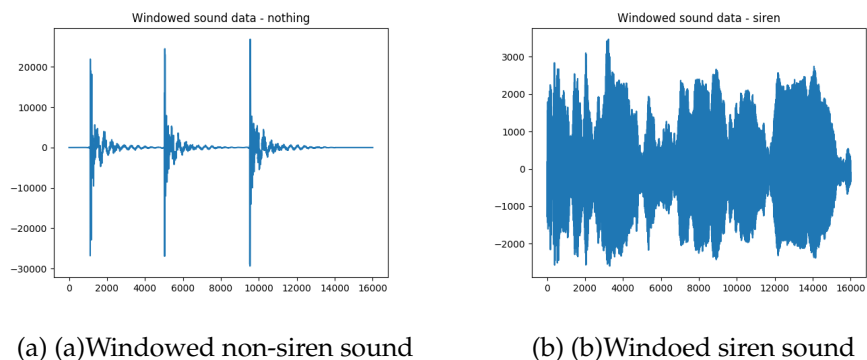 Windowed sound data - nothing
20000
10000
0
−10000
−20000
−30000
0 2000 4000 6000 8000 10000 12000 14000 16000
Windowed sound data - siren
3000
2000
1000
0
−1000
−2000
0 2000 4000 6000 8000 10000 12000 14000 16000
(a) (a)Windowed non-siren sound
(b) (b)Windoed siren sound